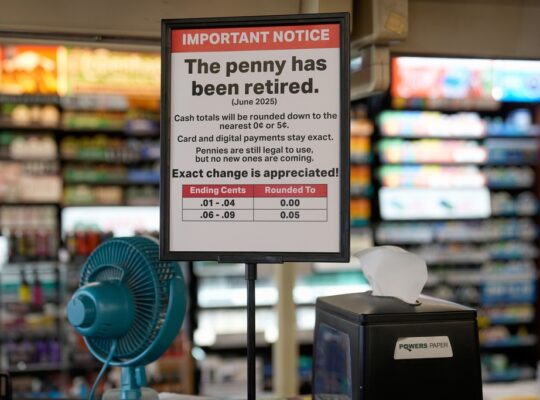 IMPORTANT NOTICE
The penny has
been retired.
(June 2025)
Cash totals will be rounded down to the
nearest 0¢ or 5¢.
Card and digital payments stay exact.
Pennies are still legal to use,
but no new ones are coming.
Exact change is appreciated!
Ending Cents Rounded To
.01 - .04 0.00
.06 - .09 0.05
POWERS PAPER